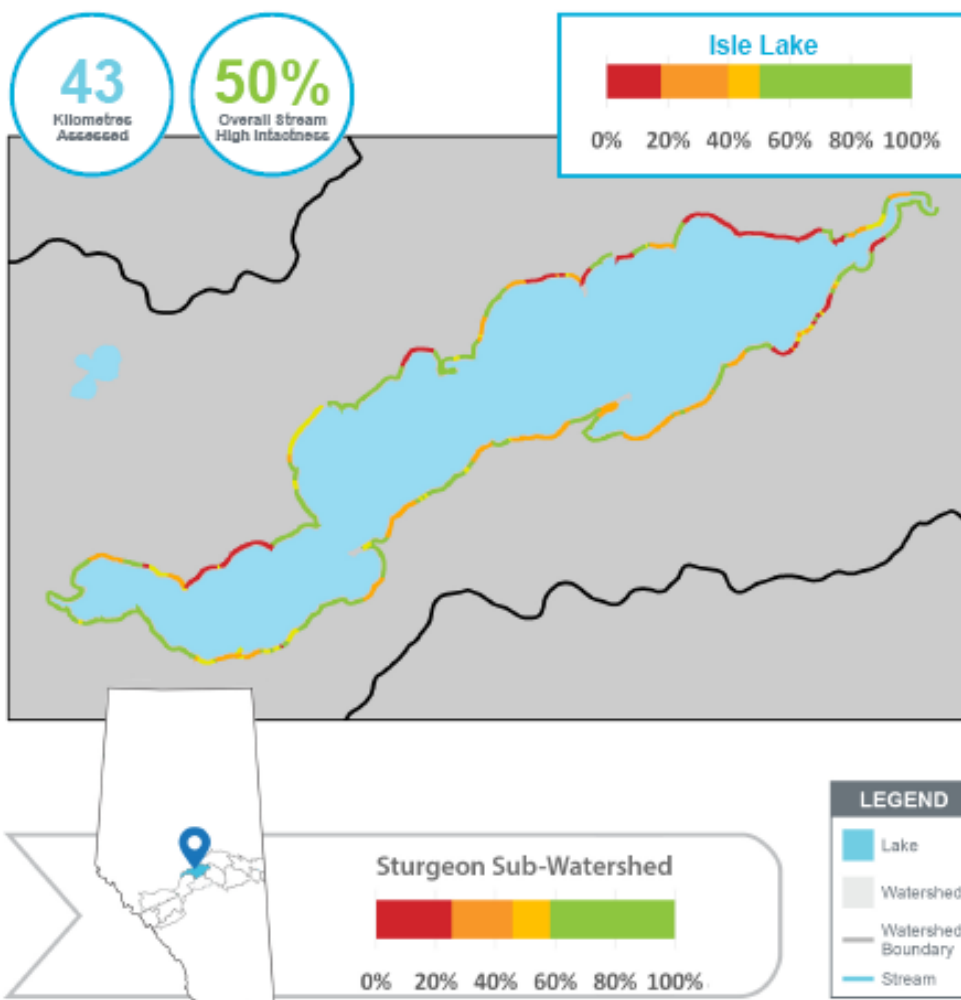 43
Kilometres
Assessed
50%
Overall Stream
High Intactness
Isle Lake
0% 20% 40% 60% 80% 100%
Sturgeon Sub-Watershed
0% 20% 40% 60% 80% 100%
LEGEND
Lake
Watershed
Watershed
Boundary
Stream